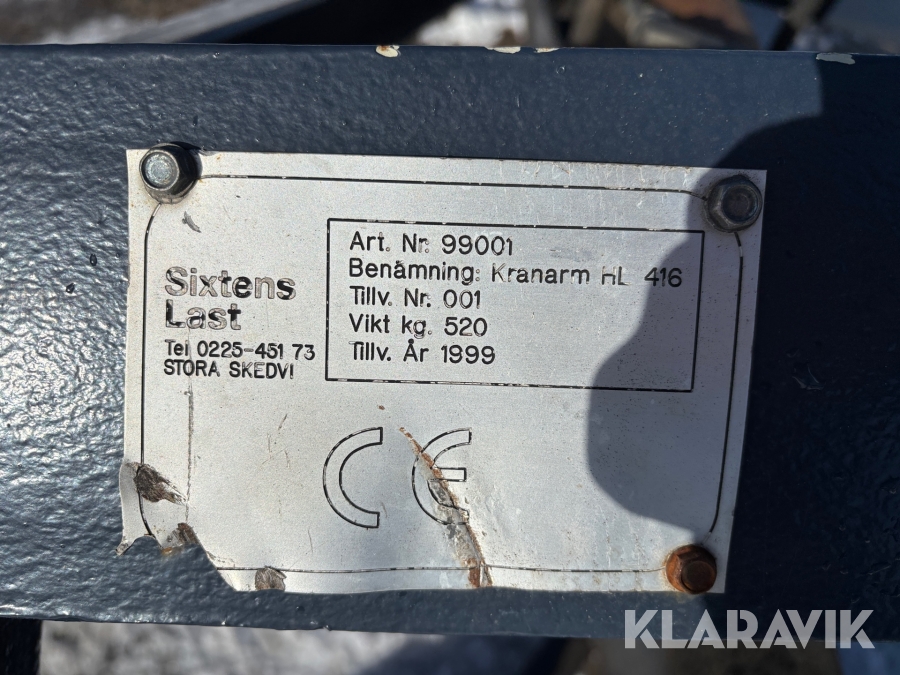 Sixtens
Last
Tel 0225-451 73
STORA SKEDVI
Art. Nr. 99001
Benämning: Kranarm HL 416
Tillv. Nr. 001
Vikt kg. 520
Tillv. År 1999
CE
KLARAVIK